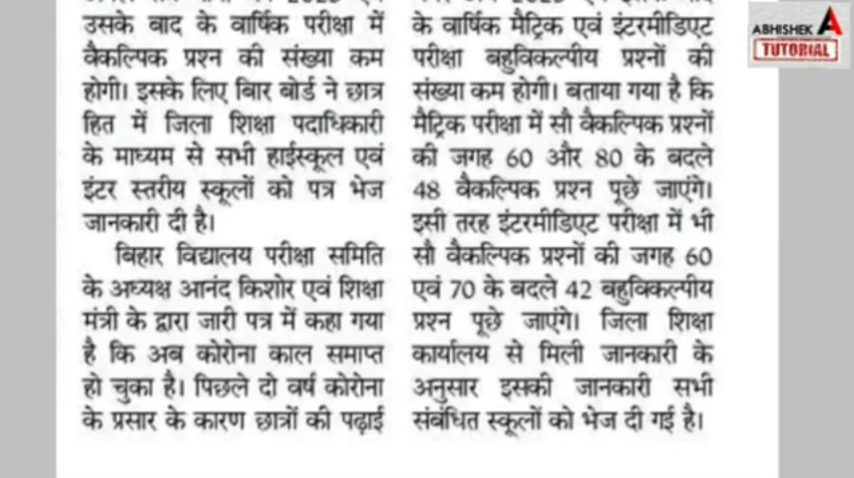 उसके बाद के वार्षिक परीक्षा में
वैकल्पिक प्रश्न की संख्या कम
होगी। इसके लिए बिार बोर्ड ने छात्र
हित में जिला शिक्षा पदाधिकारी
के माध्यम से सभी हाईस्कूल एवं
इंटर स्तरीय स्कूलों को पत्र भेज
जानकारी दी है।
बिहार विद्यालय परीक्षा समिति
के अध्यक्ष आनंद किशोर एवं शिक्षा
मंत्री के द्वारा जारी पत्र में कहा गया
है कि अब कोरोना काल समाप्त
हो चुका है। पिछले दो वर्ष कोरोना
के प्रसार के कारण छात्रों की पढ़ाई
के वार्षिक मैट्रिक एवं इंटरमीडिएट
परीक्षा बहुविकल्पीय प्रश्नों की
संख्या कम होगी। बताया गया है कि
मैट्रिक परीक्षा में सौ वैकल्पिक प्रश्नों
की जगह 60 और 80 के बदले
48 वैकल्पिक प्रश्न पूछे जाएंगे।
इसी तरह इंटरमीडिएट परीक्षा में भी
सौ वैकल्पिक प्रश्नों की जगह 60
एवं 70 के बदले 42 बहुविकल्पीय
प्रश्न पूछे जाएंगे। जिला शिक्षा
कार्यालय से मिली जानकारी के
अनुसार इसकी जानकारी सभी
संबंधित स्कूलों को भेज दी गई है।
ABHISHEK A
TUTORIAL